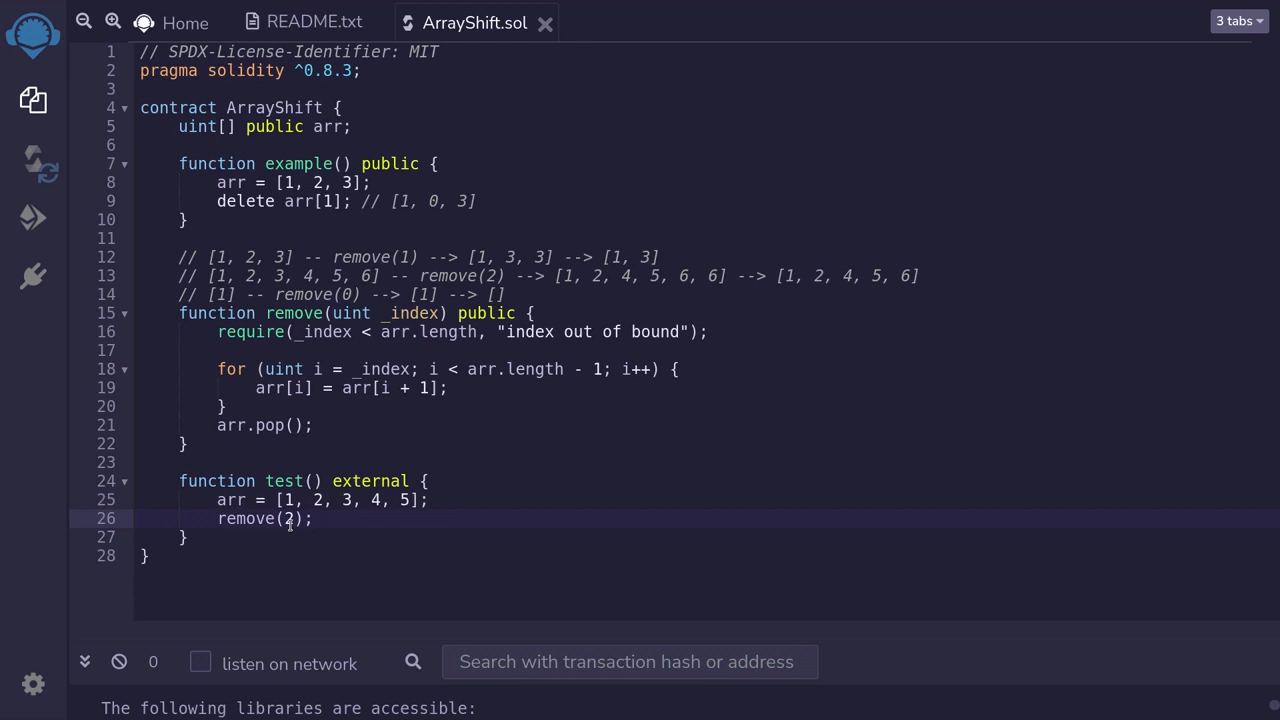 Home README.txt ArrayShift.sol 3 tabs
1 // SPDX-License-Identifier: MIT
2 pragma solidity ^0.8.3;
3
4 contract ArrayShift {
5     uint[] public arr;
6
7     function example() public {
8         arr = [1, 2, 3];
9         delete arr[1]; // [1, 0, 3]
10     }
11
12     // [1, 2, 3] -- remove(1) --> [1, 3, 3] --> [1, 3]
13     // [1, 2, 3, 4, 5, 6] -- remove(2) --> [1, 2, 4, 5, 6, 6] --> [1, 2, 4, 5, 6]
14     // [1] -- remove(0) --> [1] --> []
15     function remove(uint _index) public {
16         require(_index < arr.length, "index out of bound");
17
18         for (uint i = _index; i < arr.length - 1; i++) {
19             arr[i] = arr[i + 1];
20         }
21         arr.pop();
22     }
23
24     function test() external {
25         arr = [1, 2, 3, 4, 5];
26         remove(2);
27     }
28 }
0 listen on network Search with transaction hash or address
The following libraries are accessible: